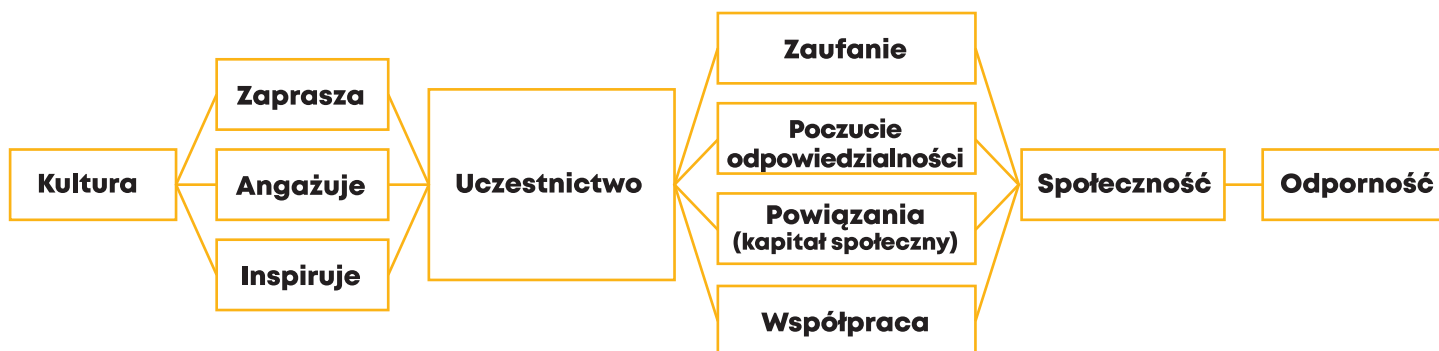 Kultura
Zaprasza
Angażuje
Inspiruje
Uczestnictwo
Zaufanie
Poczucie
odpowiedzialności
Powiązania
(kapitał społeczny)
Współpraca
Społeczność
Odporność